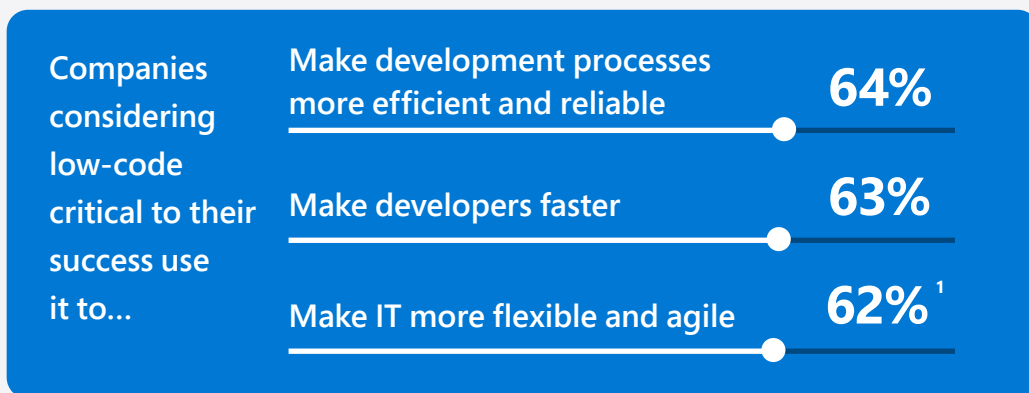 Companies
considering
low-code
critical to their
success use
it to...
Make development processes
more efficient and reliable
64%
Make developers faster
63%
Make IT more flexible and agile
62% 1